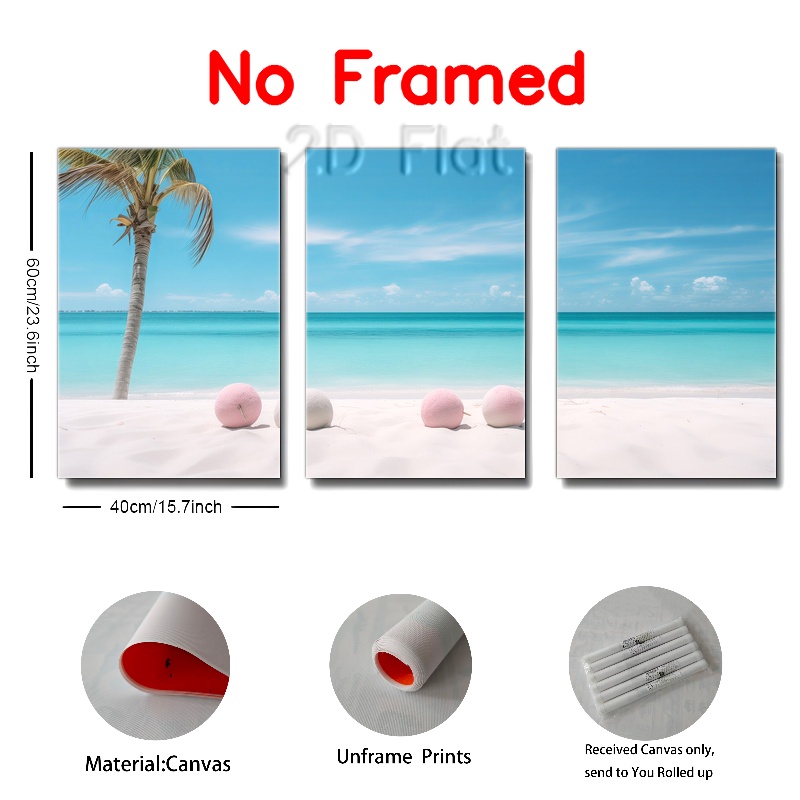 No Framed
2D Flat
60cm/23.6inch
40cm/15.7inch
Material:Canvas
Unframe Prints
Received Canvas only,
send to You Rolled up